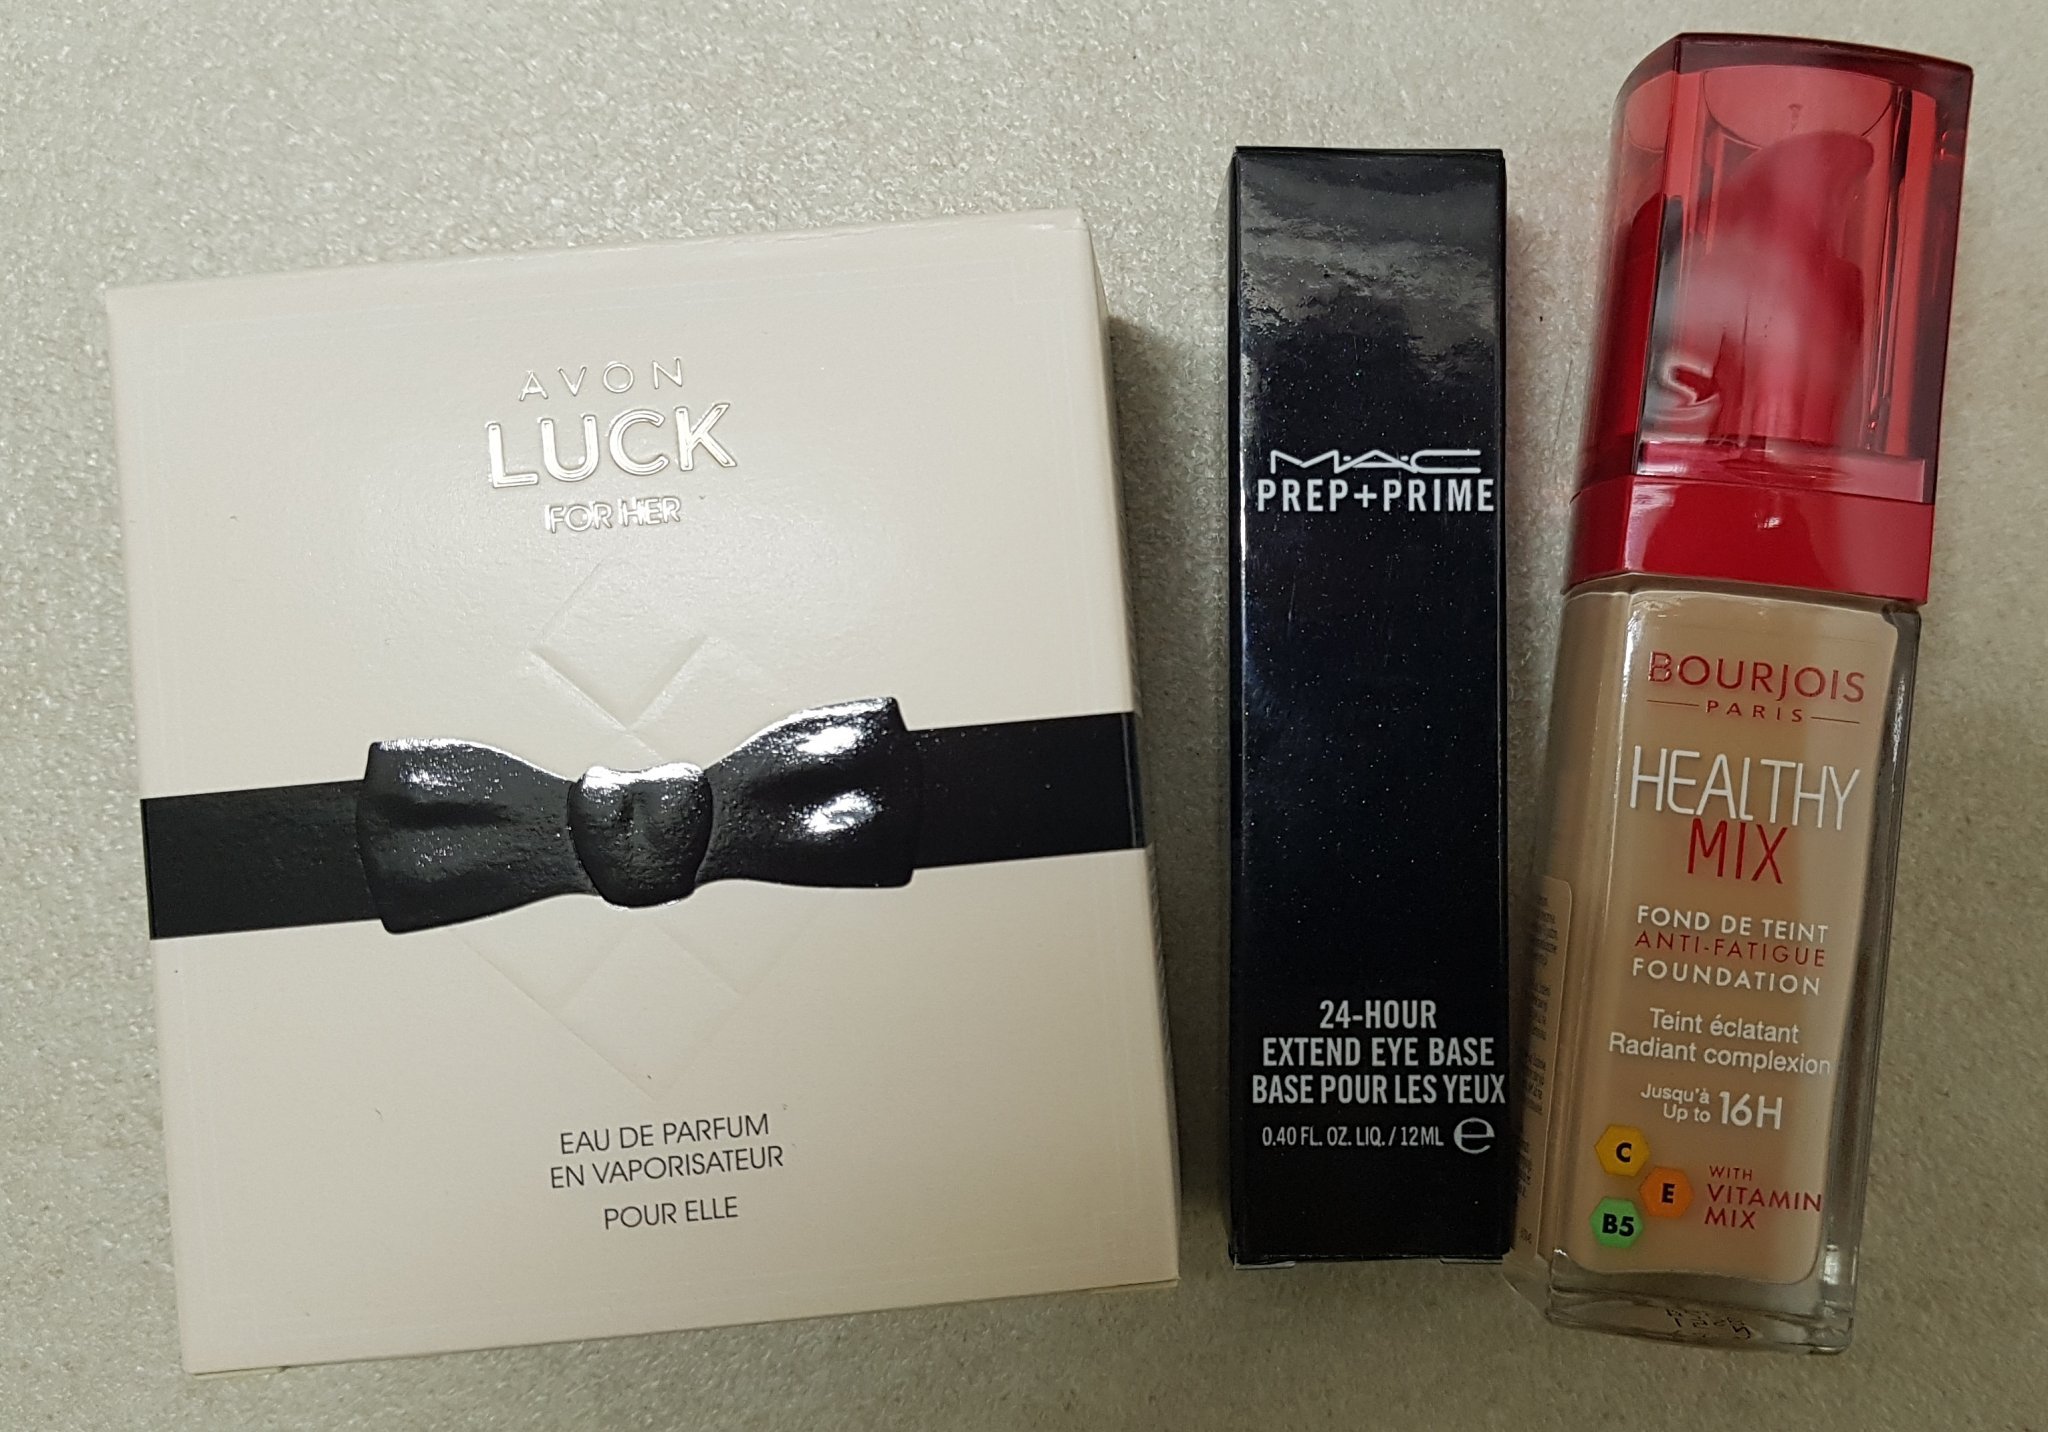 AVON
LUCK
FOR HER
EAU DE PARFUM
EN VAPORISATEUR
POUR ELLE
M·A·C
PREP+PRIME
24-HOUR
EXTEND EYE BASE
BASE POUR LES YEUX
0.40 FL. OZ. LIQ. / 12 ML ℮
BOURJOIS
PARIS
HEALTHY
MIX
FOND DE TEINT
ANTI-FATIGUE
FOUNDATION
Teint éclatant
Radiant complexion
Jusqu'à
Up to 16H
C
E
B5
WITH
VITAMIN
MIX